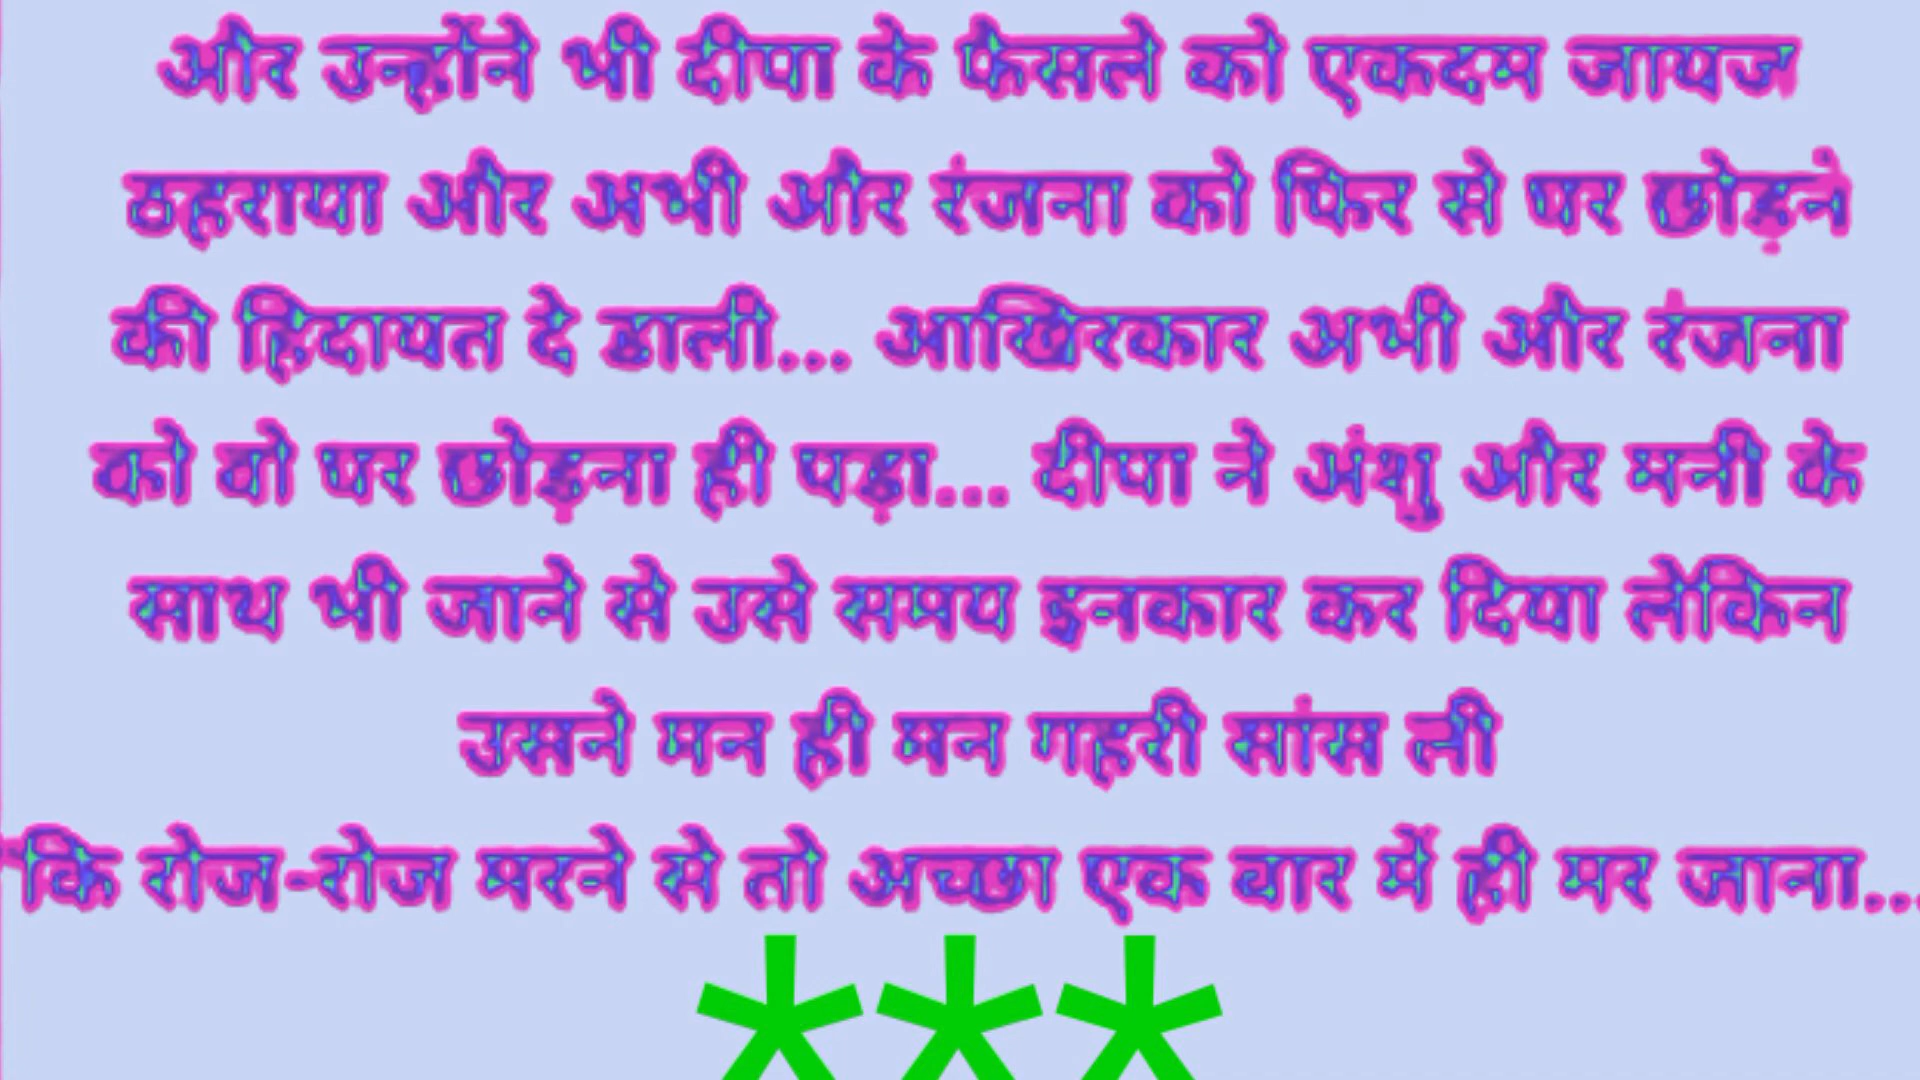 और उन्होंने भी दीपा के फैसले को एकदम जायज
ठहराया और अभी और रंजना को फिर से घर छोड़ने
की हिदायत दे डाली... आखिरकार अभी और रंजना
को वो घर छोड़ना ही पड़ा... दीपा ने अंशु और मनी के
साथ भी जाने से उसे समय इनकार कर दिया लेकिन
उसने मन ही मन गहरी सांस ली
"कि रोज-रोज मरने से तो अच्छा एक बार में ही मर जाना...
***